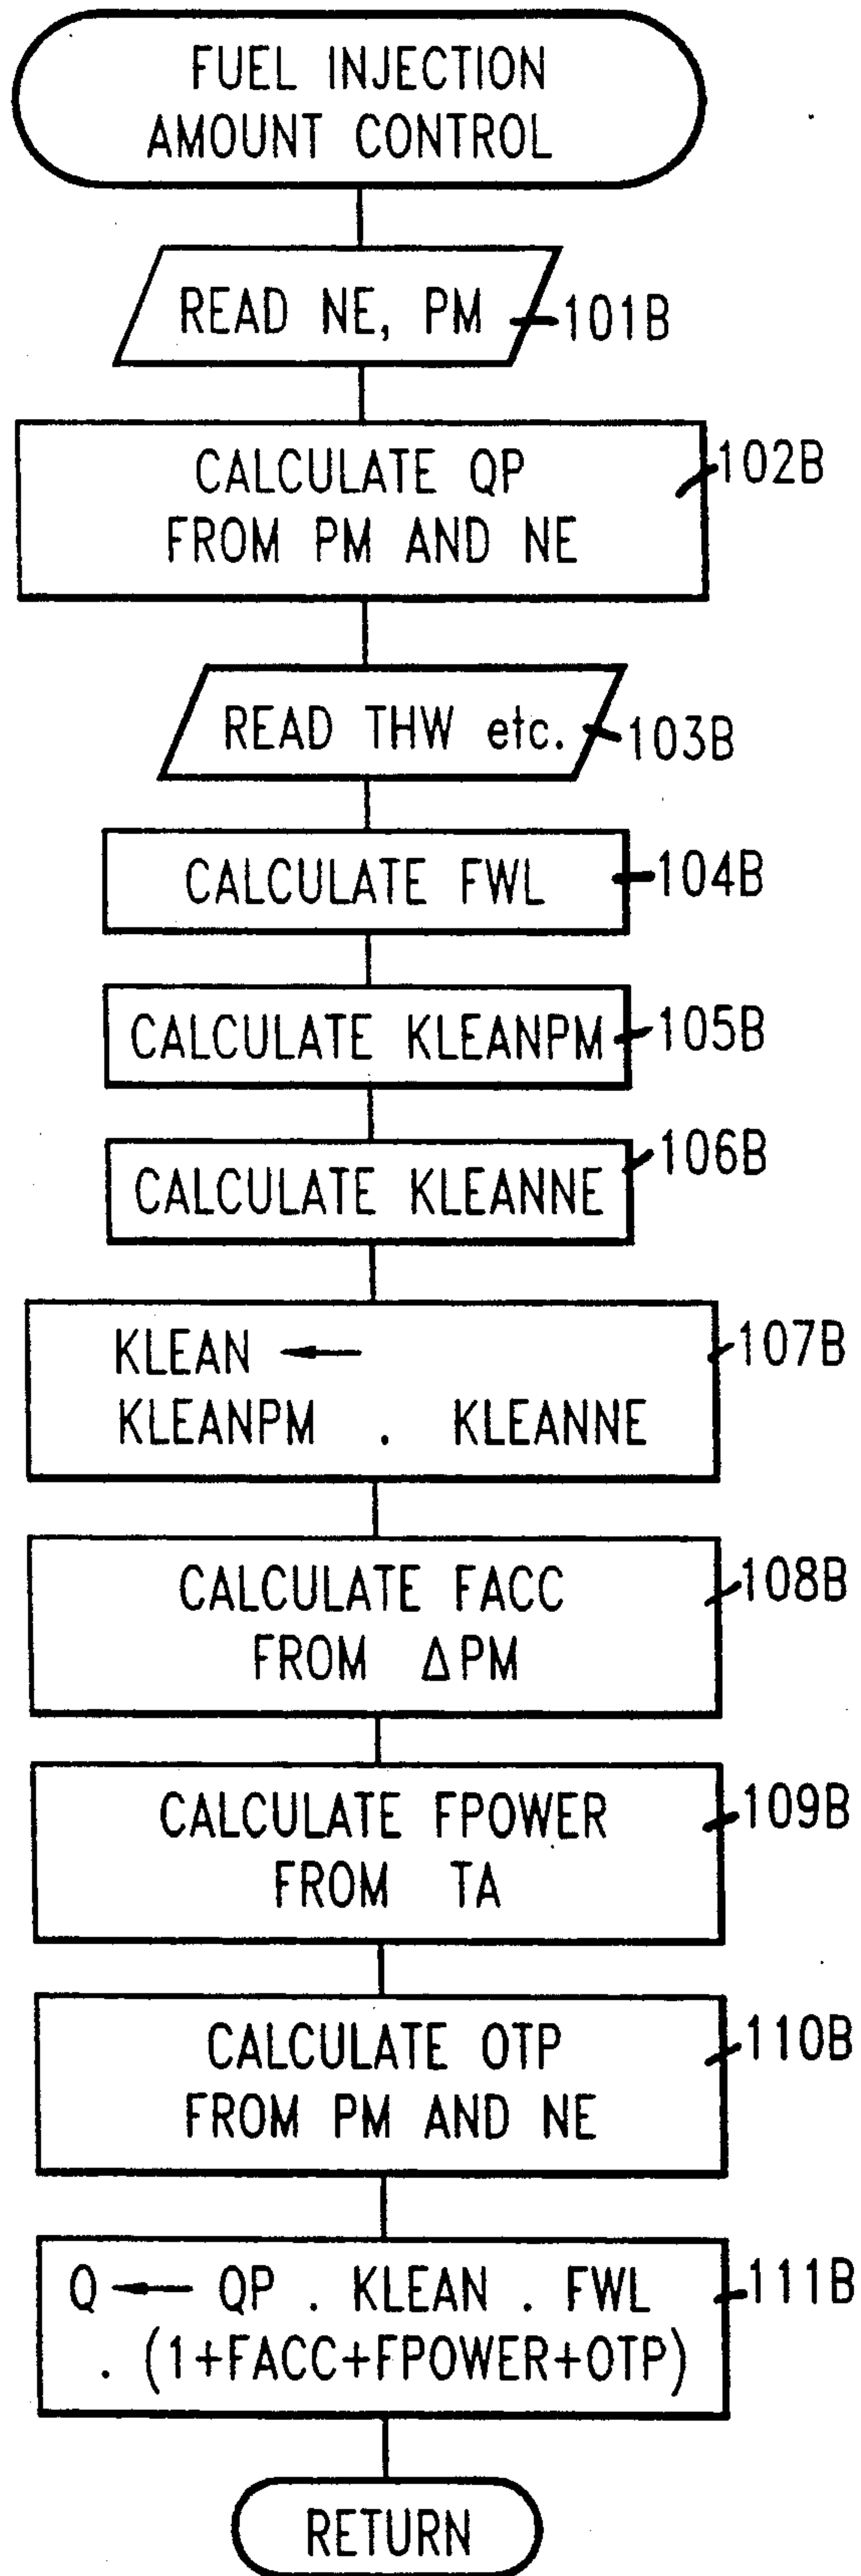 FUEL INJECTION
AMOUNT CONTROL
READ NE, PM
101B
CALCULATE QP
FROM PM AND NE
102B
READ THW etc.
103B
CALCULATE FWL
104B
CALCULATE KLEANPM
105B
CALCULATE KLEANNE
106B
KLEAN ←
KLEANPM . KLEANNE
107B
CALCULATE FACC
FROM ΔPM
108B
CALCULATE FPOWER
FROM TA
109B
CALCULATE OTP
FROM PM AND NE
110B
Q ← QP . KLEAN . FWL
. (1+FACC+FPOWER+OTP)
111B
RETURN